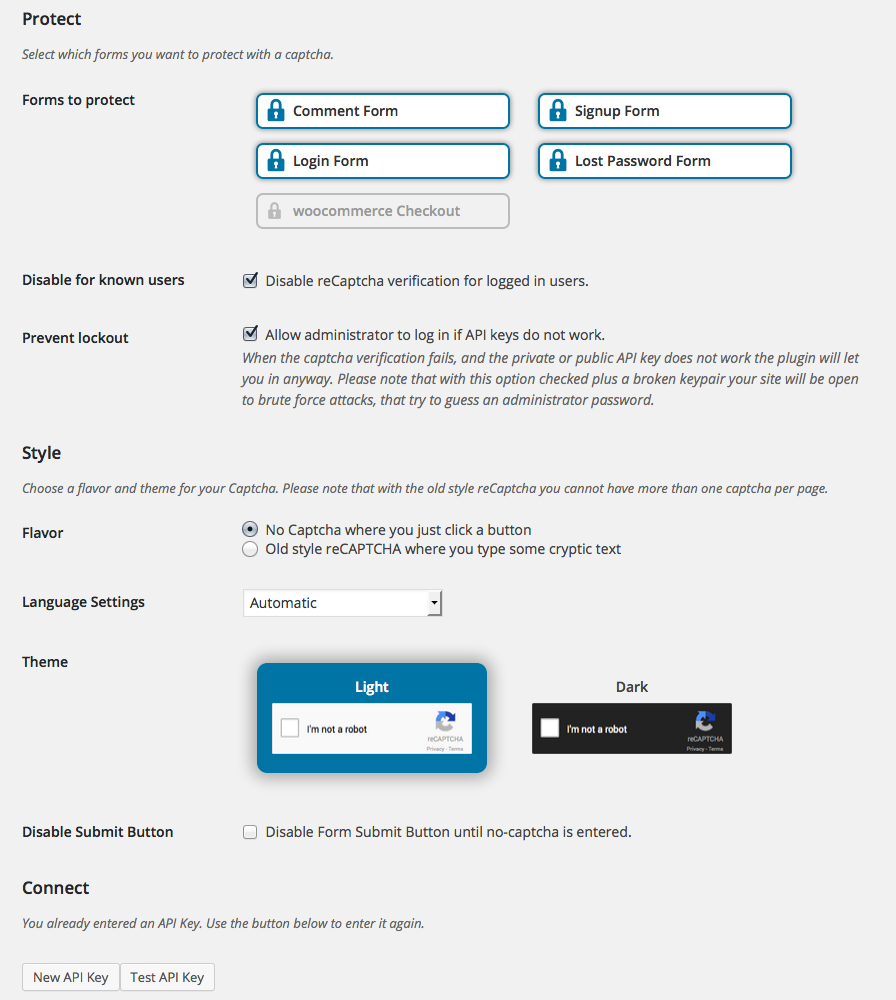 Protect
Select which forms you want to protect with a captcha.
Forms to protect
Comment Form
Signup Form
Login Form
Lost Password Form
woocommerce Checkout
Disable for known users
Disable reCaptcha verification for logged in users.
Prevent lockout
Allow administrator to log in if API keys do not work.
When the captcha verification fails, and the private or public API key does not work the plugin will let
you in anyway. Please note that with this option checked plus a broken keypair your site will be open
to brute force attacks, that try to guess an administrator password.
Style
Choose a flavor and theme for your Captcha. Please note that with the old style reCaptcha you cannot have more than one captcha per page.
Flavor
No Captcha where you just click a button
Old style reCAPTCHA where you type some cryptic text
Language Settings
Automatic
Theme
Light
I'm not a robot
reCAPTCHA
Privacy - Terms
Dark
I'm not a robot
reCAPTCHA
Privacy - Terms
Disable Submit Button
Disable Form Submit Button until no-captcha is entered.
Connect
You already entered an API Key. Use the button below to enter it again.
New API Key
Test API Key